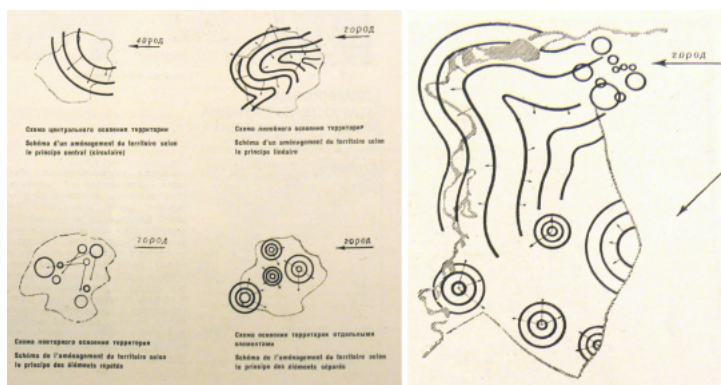 город
город
Схема центрального освоения территории
Schéma d'un aménagement du territoire selon
le principe central (circulaire)
Схема линейного освоения территория
Schéma d'un aménagement du territoire selon
le principe linéaire
город
город
Схема повторного освоения территории
Schéma de l'aménagement du territoire selon
le principe des éléments répétés
Схема освоения территории отдельными
элементами
Schéma de l'aménagement du territoire selon
le principe des éléments séparés
город